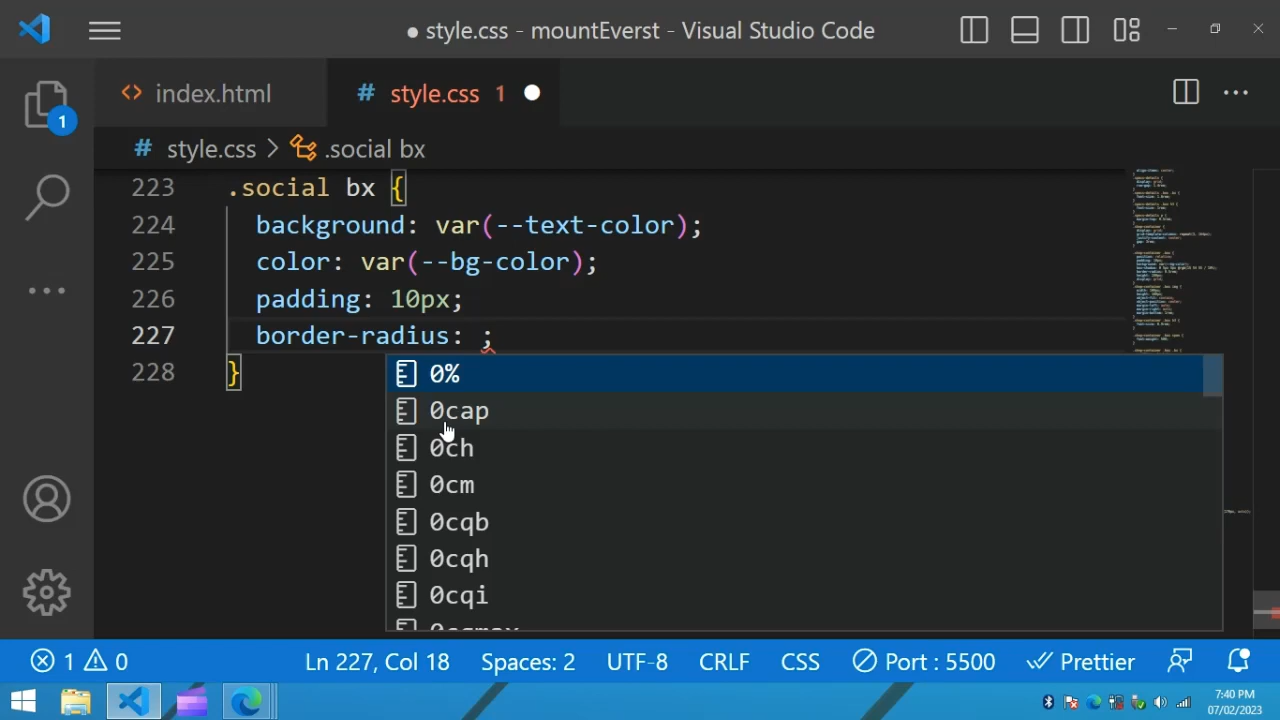 ● style.css - mountEverst - Visual Studio Code
index.html
# style.css 1
1
# style.css > .social bx
223 .social bx {
224 background: var(--text-color);
225 color: var(--bg-color);
226 padding: 10px;
227 border-radius: ;
228 }
0%
0cap
0ch
0cm
0cqb
0cqh
0cqi
0cqmax
1 0 Ln 227, Col 18 Spaces: 2 UTF-8 CRLF CSS Port : 5500 Prettier
7:40 PM
07/02/2023